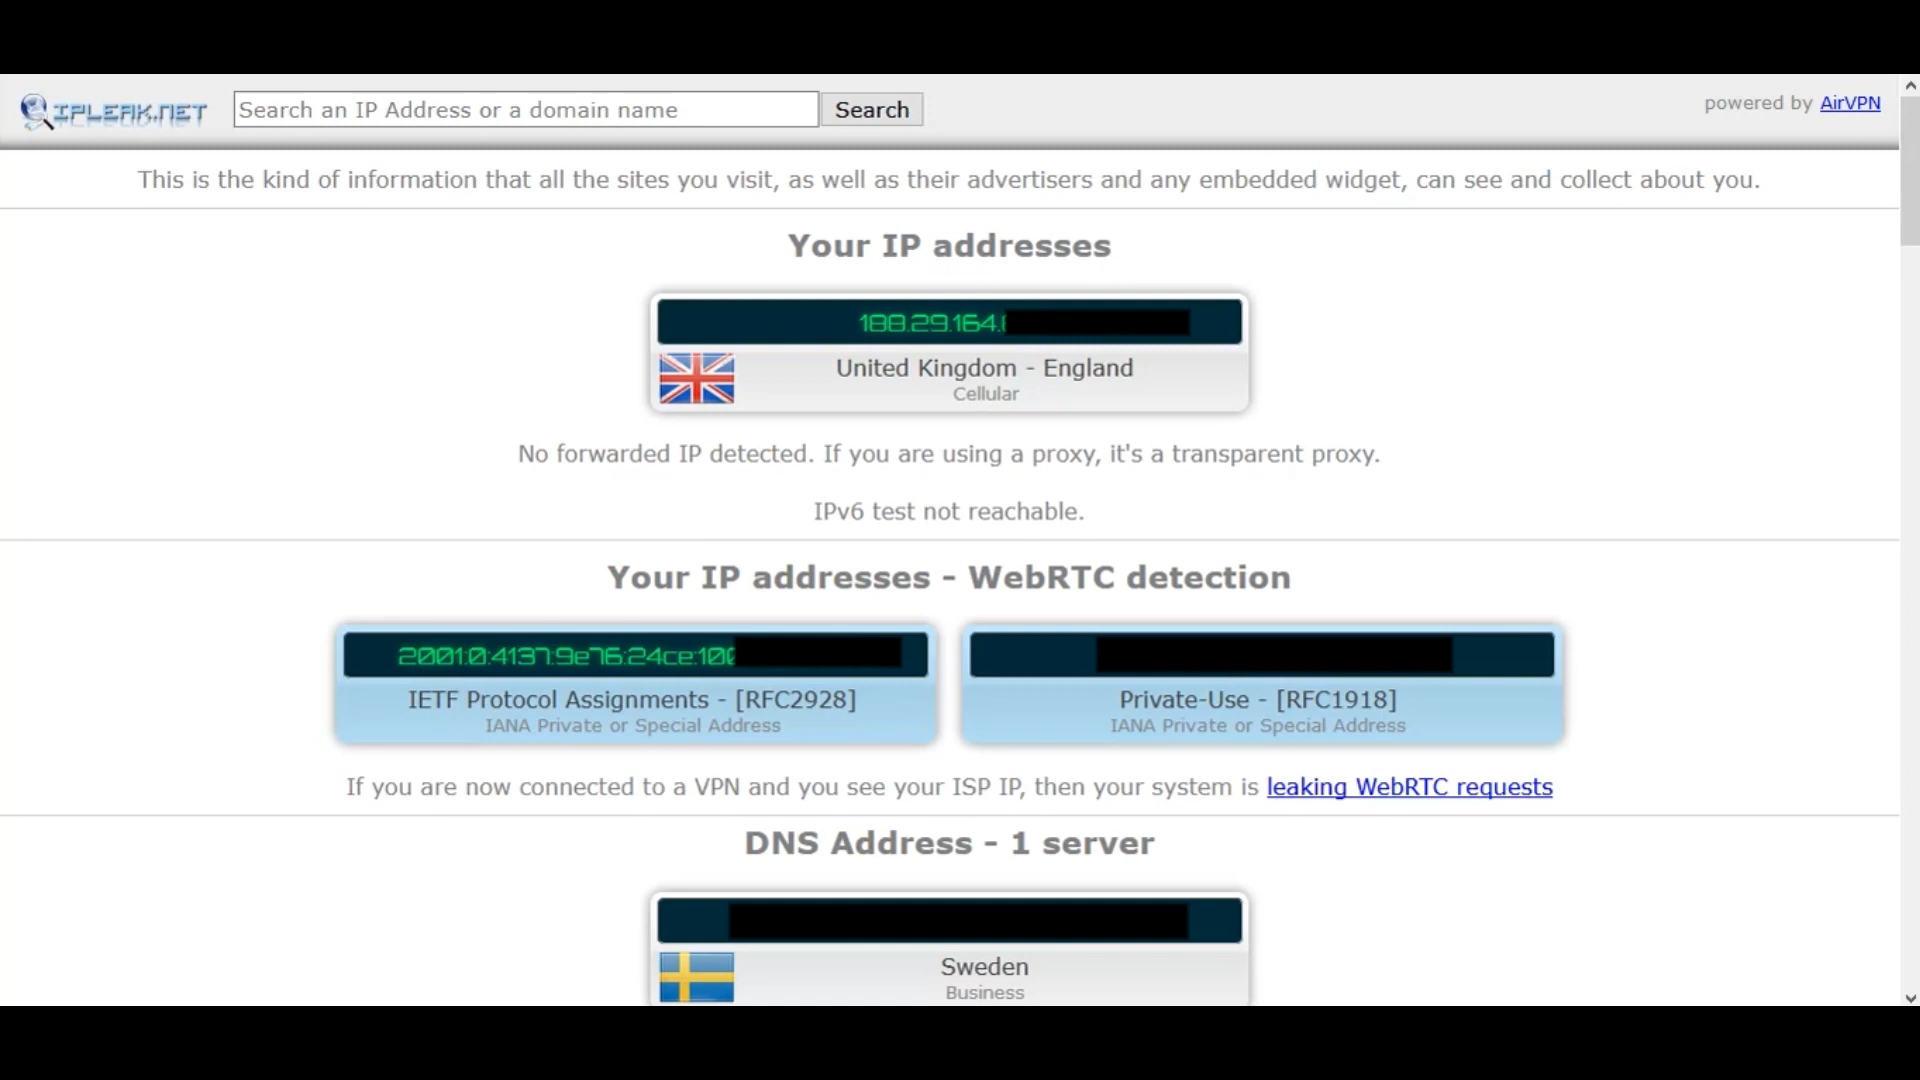 IPLEAK.NET
Search an IP Address or a domain name
Search
powered by AirVPN
This is the kind of information that all the sites you visit, as well as their advertisers and any embedded widget, can see and collect about you.
Your IP addresses
188.29.164.
United Kingdom - England
Cellular
No forwarded IP detected. If you are using a proxy, it's a transparent proxy.
IPv6 test not reachable.
Your IP addresses - WebRTC detection
2001:0:4137:9e76:24ce:100
IETF Protocol Assignments - [RFC2928]
IANA Private or Special Address
Private-Use - [RFC1918]
IANA Private or Special Address
If you are now connected to a VPN and you see your ISP IP, then your system is leaking WebRTC requests
DNS Address - 1 server
Sweden
Business